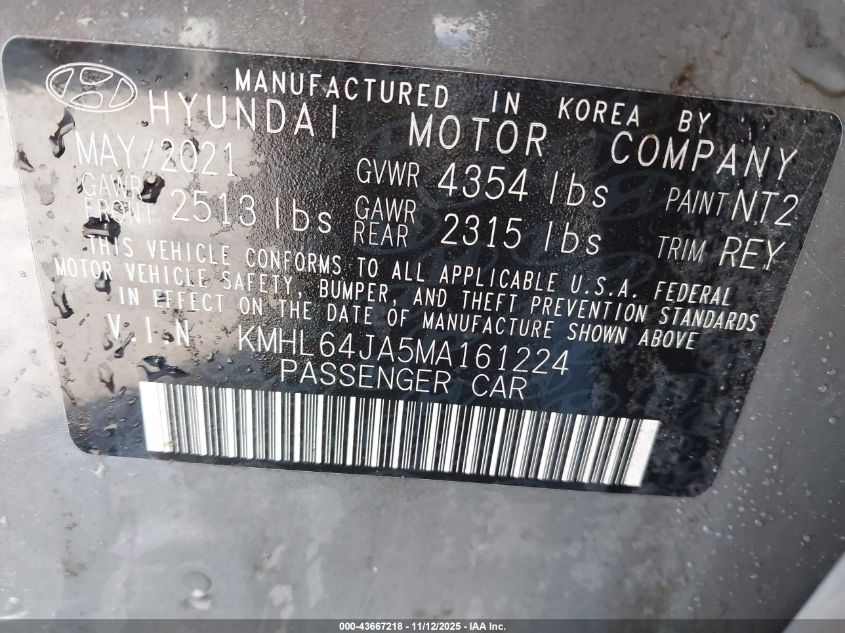 MANUFACTURED IN KOREA BY
HYUNDAI MOTOR COMPANY
MAY/2021 GVWR 4354 lbs PAINT NT2
GAWR FRONT 2513 lbs GAWR REAR 2315 lbs TRIM REY
THIS VEHICLE CONFORMS TO ALL APPLICABLE U.S.A. FEDERAL
MOTOR VEHICLE SAFETY, BUMPER, AND THEFT PREVENTION STANDARDS
IN EFFECT ON THE DATE OF MANUFACTURE SHOWN ABOVE
V.I.N KMHL64JA5MA161224
PASSENGER CAR
000-43667218 - 11/12/2025 - IAA Inc.